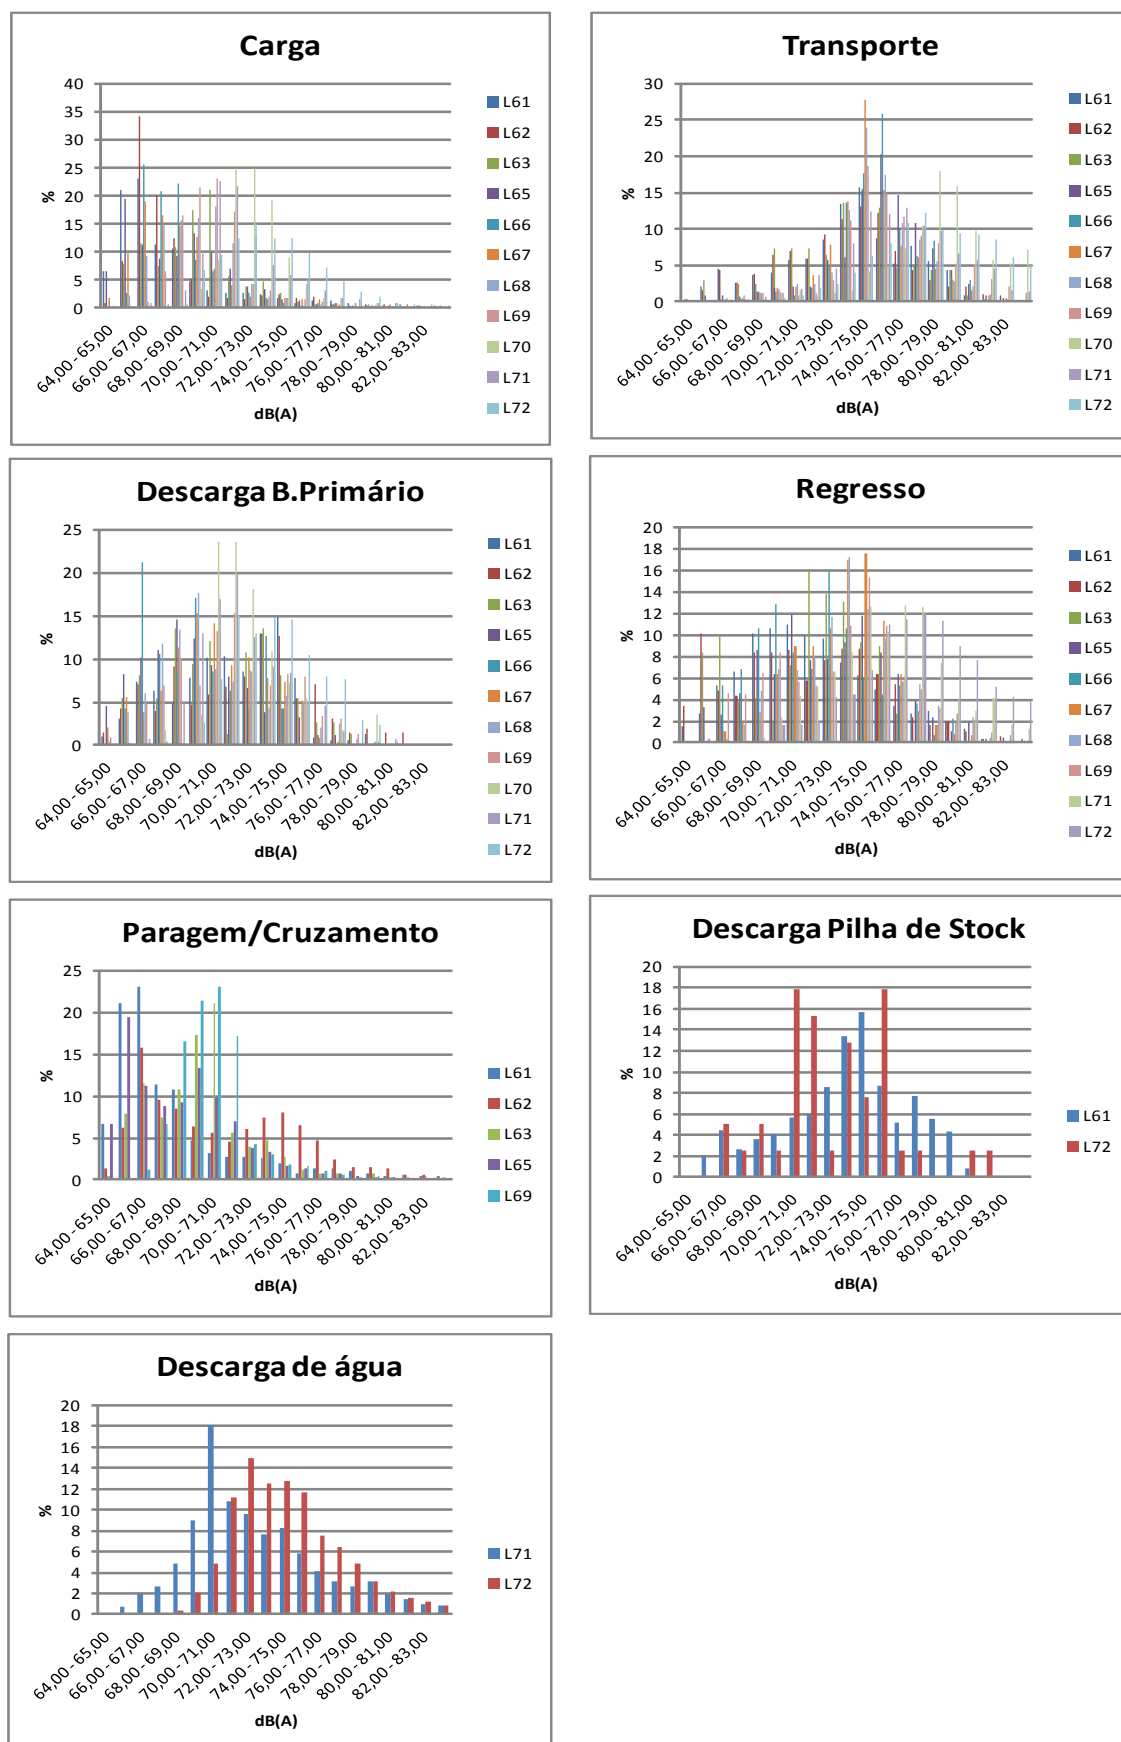 Carga
40
35
30
25
20
15
10
5
0
%
64,00 - 65,00
66,00 - 67,00
68,00 - 69,00
70,00 - 71,00
72,00 - 73,00
74,00 - 75,00
76,00 - 77,00
78,00 - 79,00
80,00 - 81,00
82,00 - 83,00
dB(A)
L61
L62
L63
L65
L66
L67
L68
L69
L70
L71
L72
Transporte
30
25
20
15
10
5
0
%
64,00 - 65,00
66,00 - 67,00
68,00 - 69,00
70,00 - 71,00
72,00 - 73,00
74,00 - 75,00
76,00 - 77,00
78,00 - 79,00
80,00 - 81,00
82,00 - 83,00
dB(A)
L61
L62
L63
L65
L66
L67
L68
L69
L70
L71
L72
Descarga B.Primário
25
20
15
10
5
0
%
64,00 - 65,00
66,00 - 67,00
68,00 - 69,00
70,00 - 71,00
72,00 - 73,00
74,00 - 75,00
76,00 - 77,00
78,00 - 79,00
80,00 - 81,00
82,00 - 83,00
dB(A)
L61
L62
L63
L65
L66
L67
L68
L69
L70
L71
L72
Regresso
20
18
16
14
12
10
8
6
4
2
0
%
64,00 - 65,00
66,00 - 67,00
68,00 - 69,00
70,00 - 71,00
72,00 - 73,00
74,00 - 75,00
76,00 - 77,00
78,00 - 79,00
80,00 - 81,00
82,00 - 83,00
dB(A)
L61
L62
L63
L65
L66
L67
L68
L69
L71
L72
Paragem/Cruzamento
25
20
15
10
5
0
%
64,00 - 65,00
66,00 - 67,00
68,00 - 69,00
70,00 - 71,00
72,00 - 73,00
74,00 - 75,00
76,00 - 77,00
78,00 - 79,00
80,00 - 81,00
82,00 - 83,00
dB(A)
L61
L62
L63
L65
L69
Descarga Pilha de Stock
20
18
16
14
12
10
8
6
4
2
0
%
64,00 - 65,00
66,00 - 67,00
68,00 - 69,00
70,00 - 71,00
72,00 - 73,00
74,00 - 75,00
76,00 - 77,00
78,00 - 79,00
80,00 - 81,00
82,00 - 83,00
dB(A)
L61
L72
Descarga de água
20
18
16
14
12
10
8
6
4
2
0
%
64,00 - 65,00
66,00 - 67,00
68,00 - 69,00
70,00 - 71,00
72,00 - 73,00
74,00 - 75,00
76,00 - 77,00
78,00 - 79,00
80,00 - 81,00
82,00 - 83,00
dB(A)
L71
L72